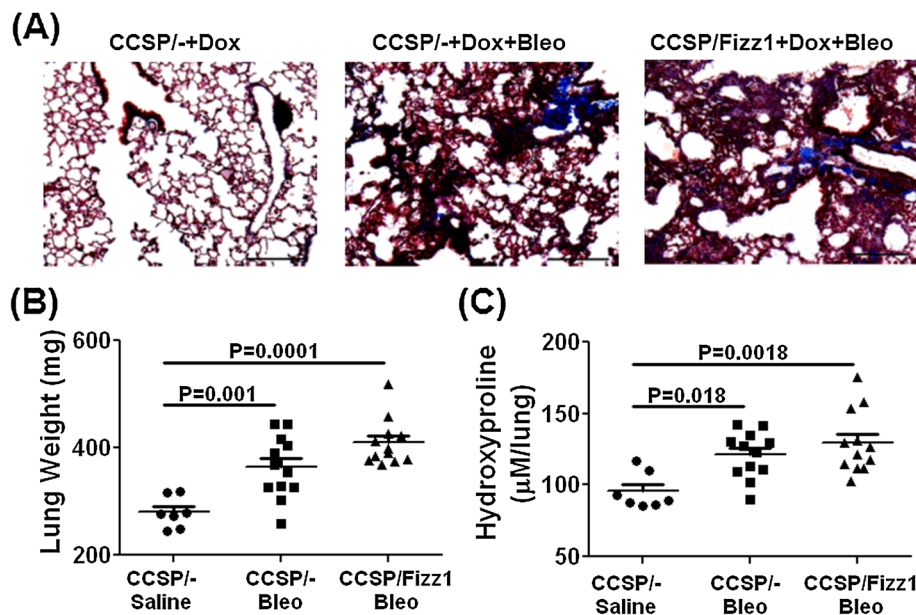 (A)
CCSP/-+Dox
CCSP/-+Dox+Bleo
CCSP/Fizz1+Dox+Bleo
(B)
Lung Weight (mg)
600
400
200
P=0.0001
P=0.001
CCSP/-
Saline
CCSP/-
Bleo
CCSP/Fizz1
Bleo
(C)
Hydroxyproline
(μM/lung)
200
150
100
50
P=0.0018
P=0.018
CCSP/-
Saline
CCSP/-
Bleo
CCSP/Fizz1
Bleo